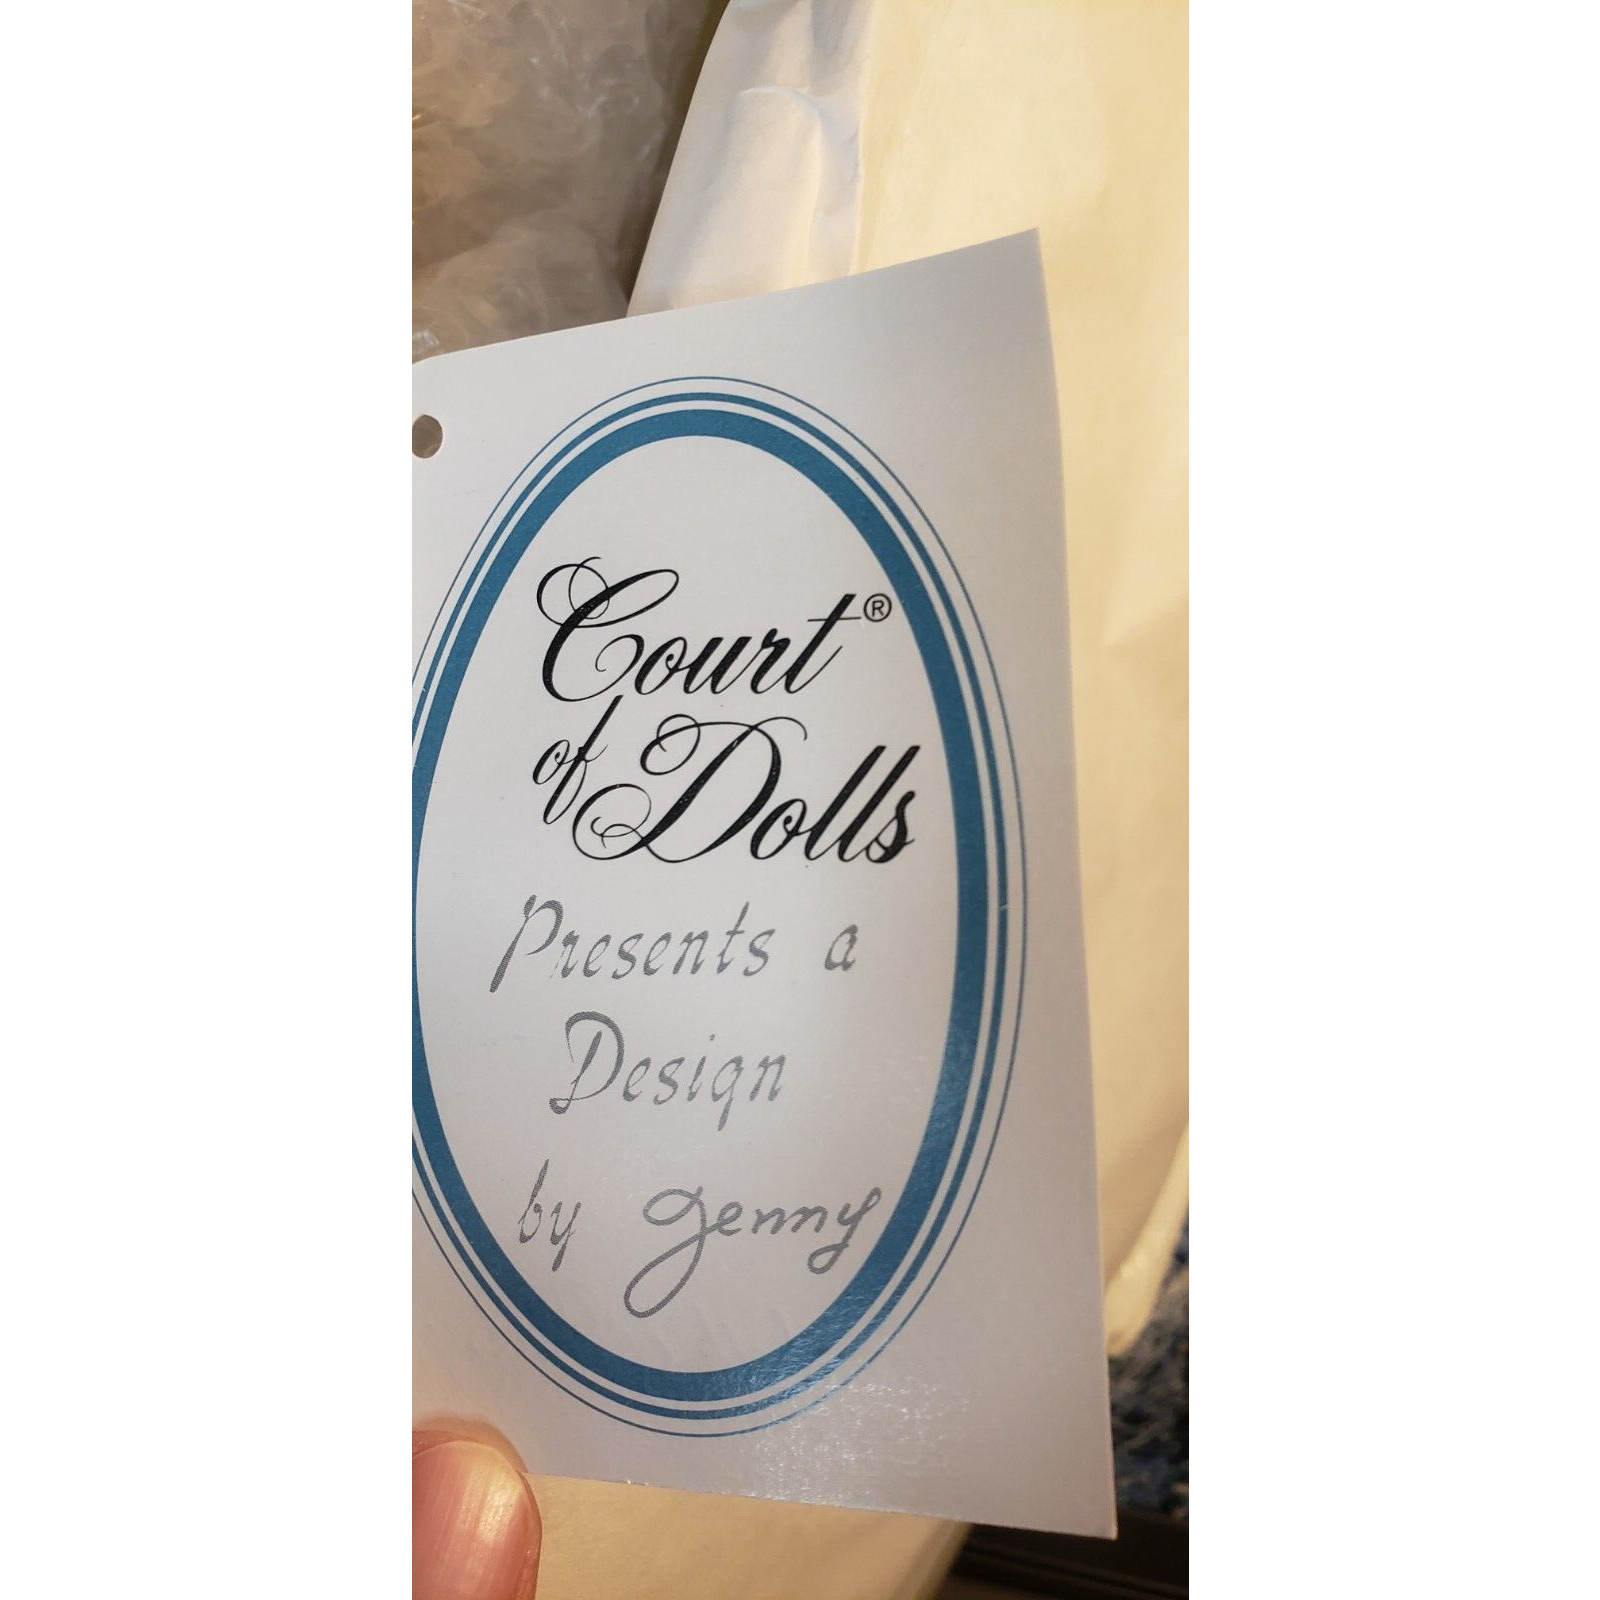 Court®
of Dolls
Presents a
Design
by Jenny